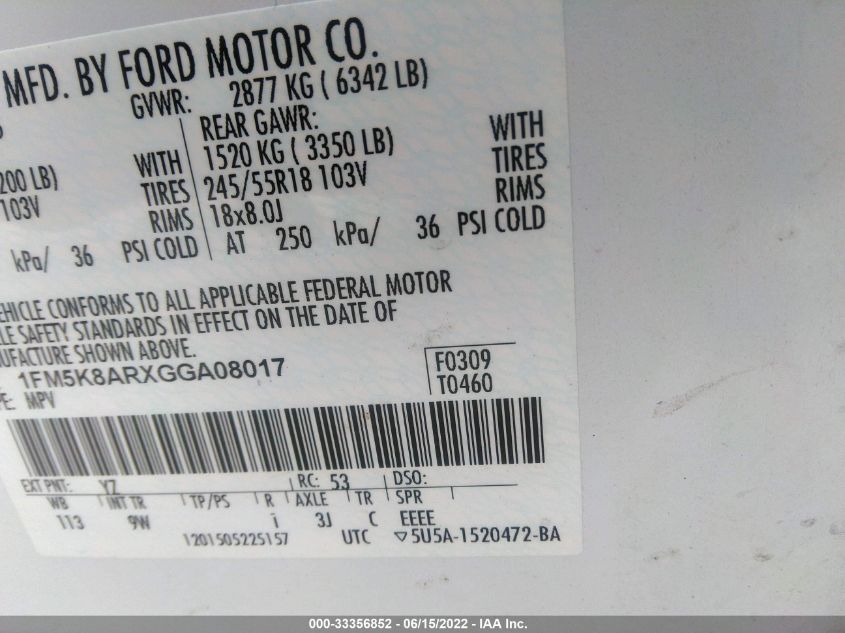 MFD. BY FORD MOTOR CO.
GVWR: 2877 KG ( 6342 LB)
REAR GAWR:
200 LB) WITH 1520 KG ( 3350 LB) WITH
103V TIRES 245/55R18 103V TIRES
RIMS 18x8.0J RIMS
kPa/ 36 PSI COLD AT 250 kPa/ 36 PSI COLD
EHICLE CONFORMS TO ALL APPLICABLE FEDERAL MOTOR
LE SAFETY STANDARDS IN EFFECT ON THE DATE OF
NUFACTURE SHOWN ABOVE.
1FM5K8ARXGGA08017 F0309
PE: MPV T0460
EXT PNT: YZ RC: 53 DSO:
WB INT TR TP/PS R AXLE TR SPR
113 9W i 3J C EEEE
1201505225157 UTC ▽5U5A-1520472-BA
000-33356852 - 06/15/2022 - IAA Inc.